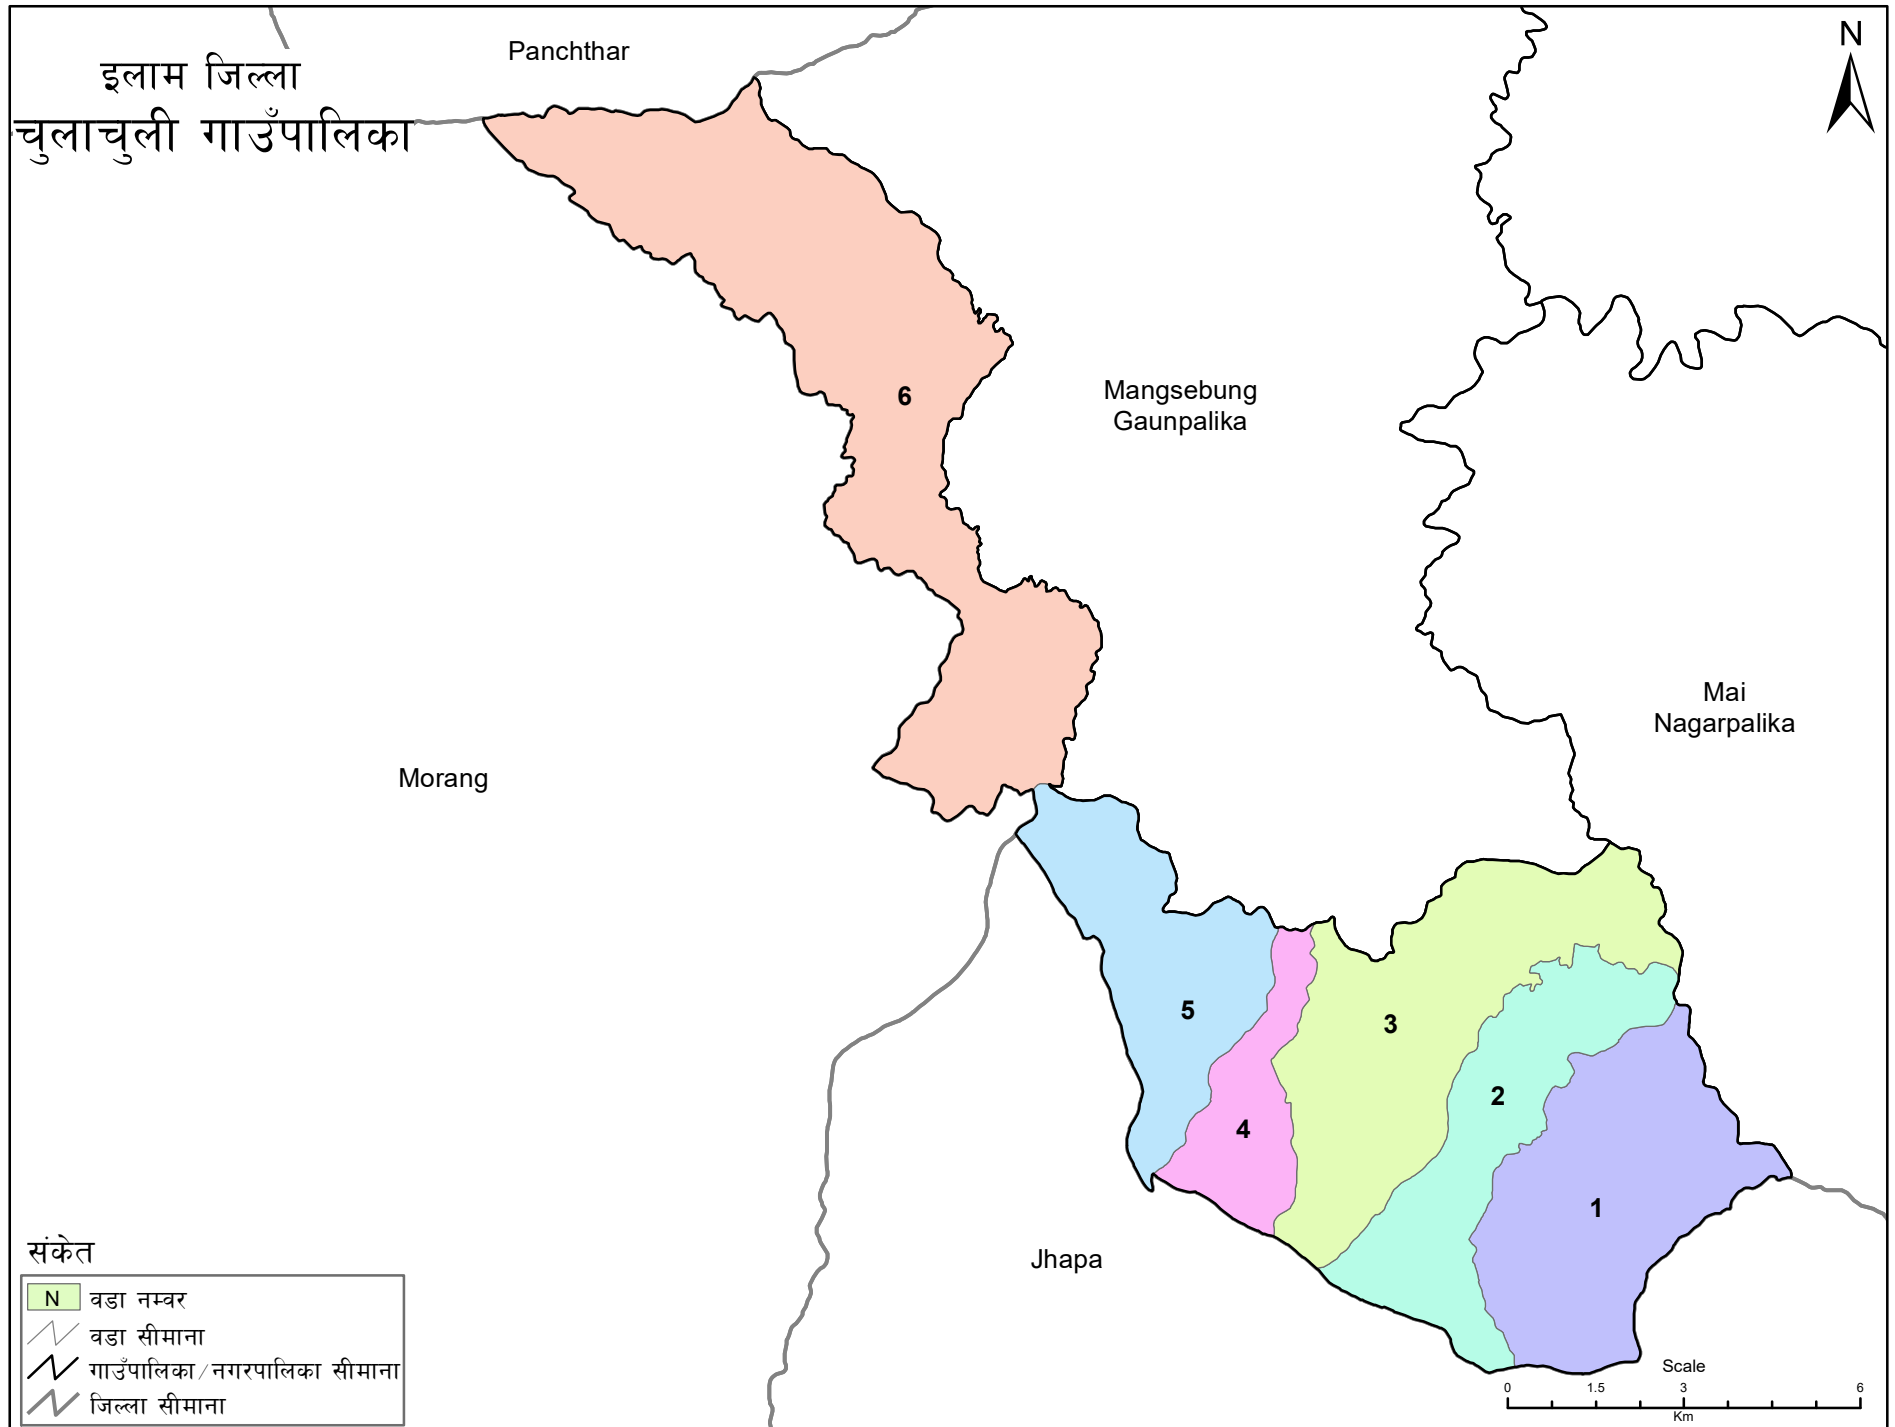 Panchthar
N
इलाम जिल्ला
चुलाचुली गाउँपालिका
6
Mangsebung
Gaunpalika
Mai
Nagarpalika
Morang
5
3
2
4
1
Jhapa
संकेत
N वडा नम्वर
वडा सीमाना
गाउँपालिका/नगरपालिका सीमाना
जिल्ला सीमाना
Scale
0 1.5 3 6
Km